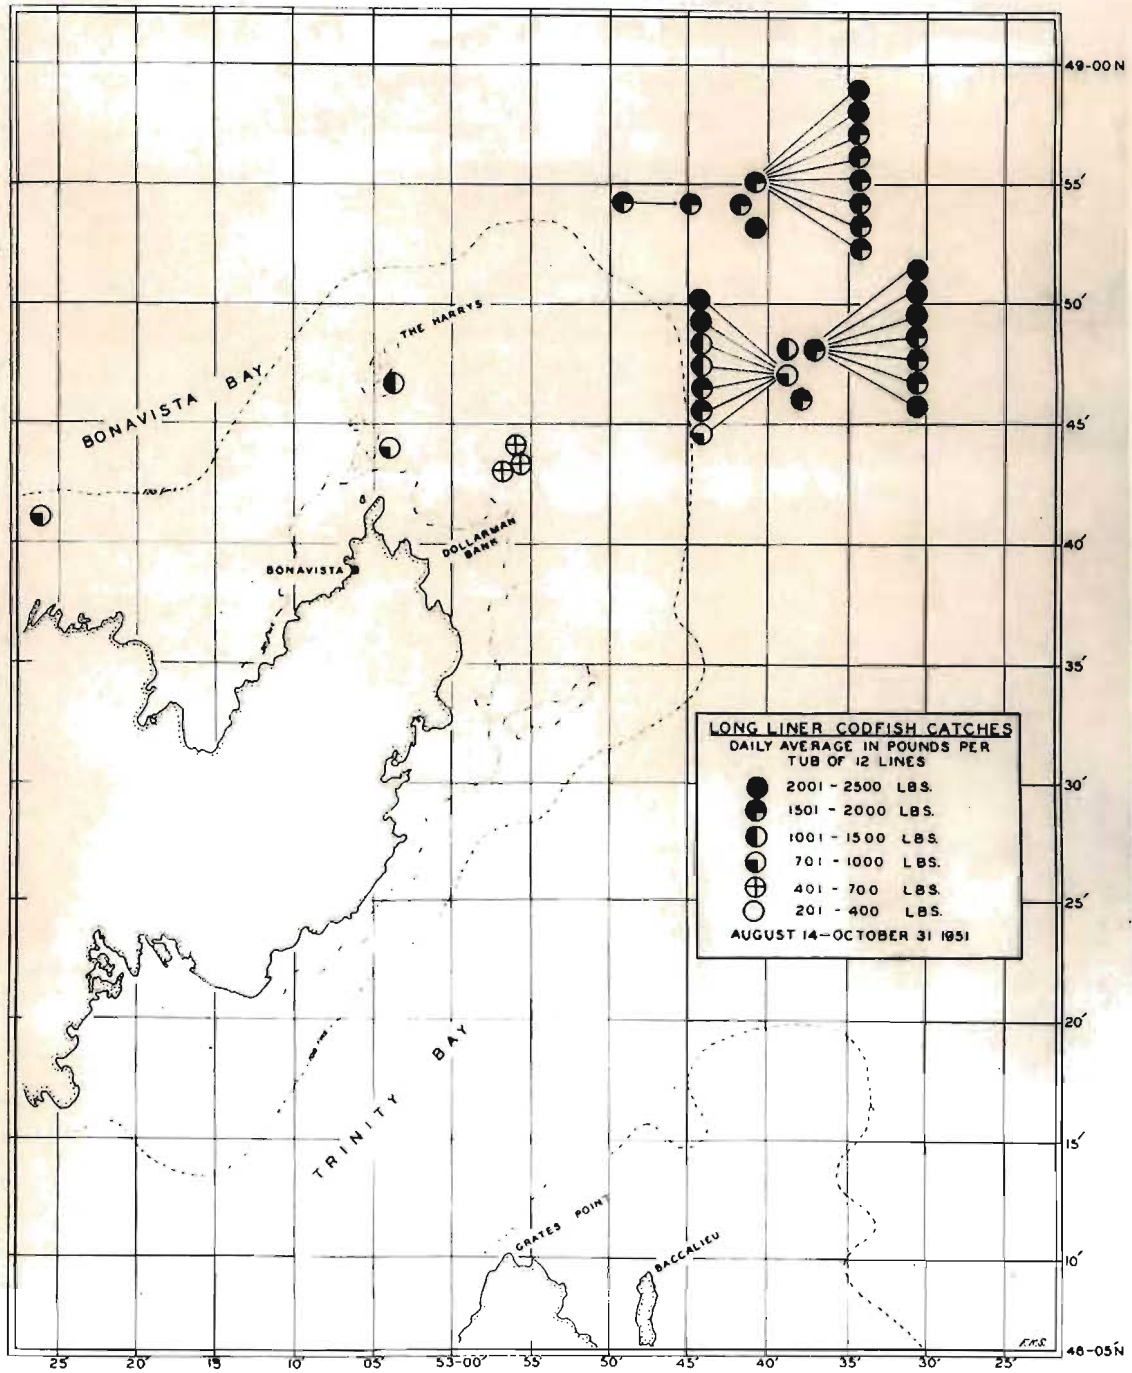 49-00 N
55′
50′
THE HARRYS
BONAVISTA BAY
45′
DOLLARMAN
BANK
40′
BONAVISTA
35′
LONG LINER CODFISH CATCHES
DAILY AVERAGE IN POUNDS PER
TUB OF 12 LINES
2001 - 2500 LBS.
1501 - 2000 LBS.
1001 - 1500 LBS.
701 - 1000 LBS.
401 - 700 LBS.
201 - 400 LBS.
AUGUST 14-OCTOBER 31 1951
30′
25′
20′
TRINITY BAY
15′
GRATES POINT
BACCALIEU
10′
F.K.S.
48-05N
25′ 20′ 15′ 10′ 05′ 53-00′ 55′ 50′ 45′ 40′ 35′ 30′ 25′